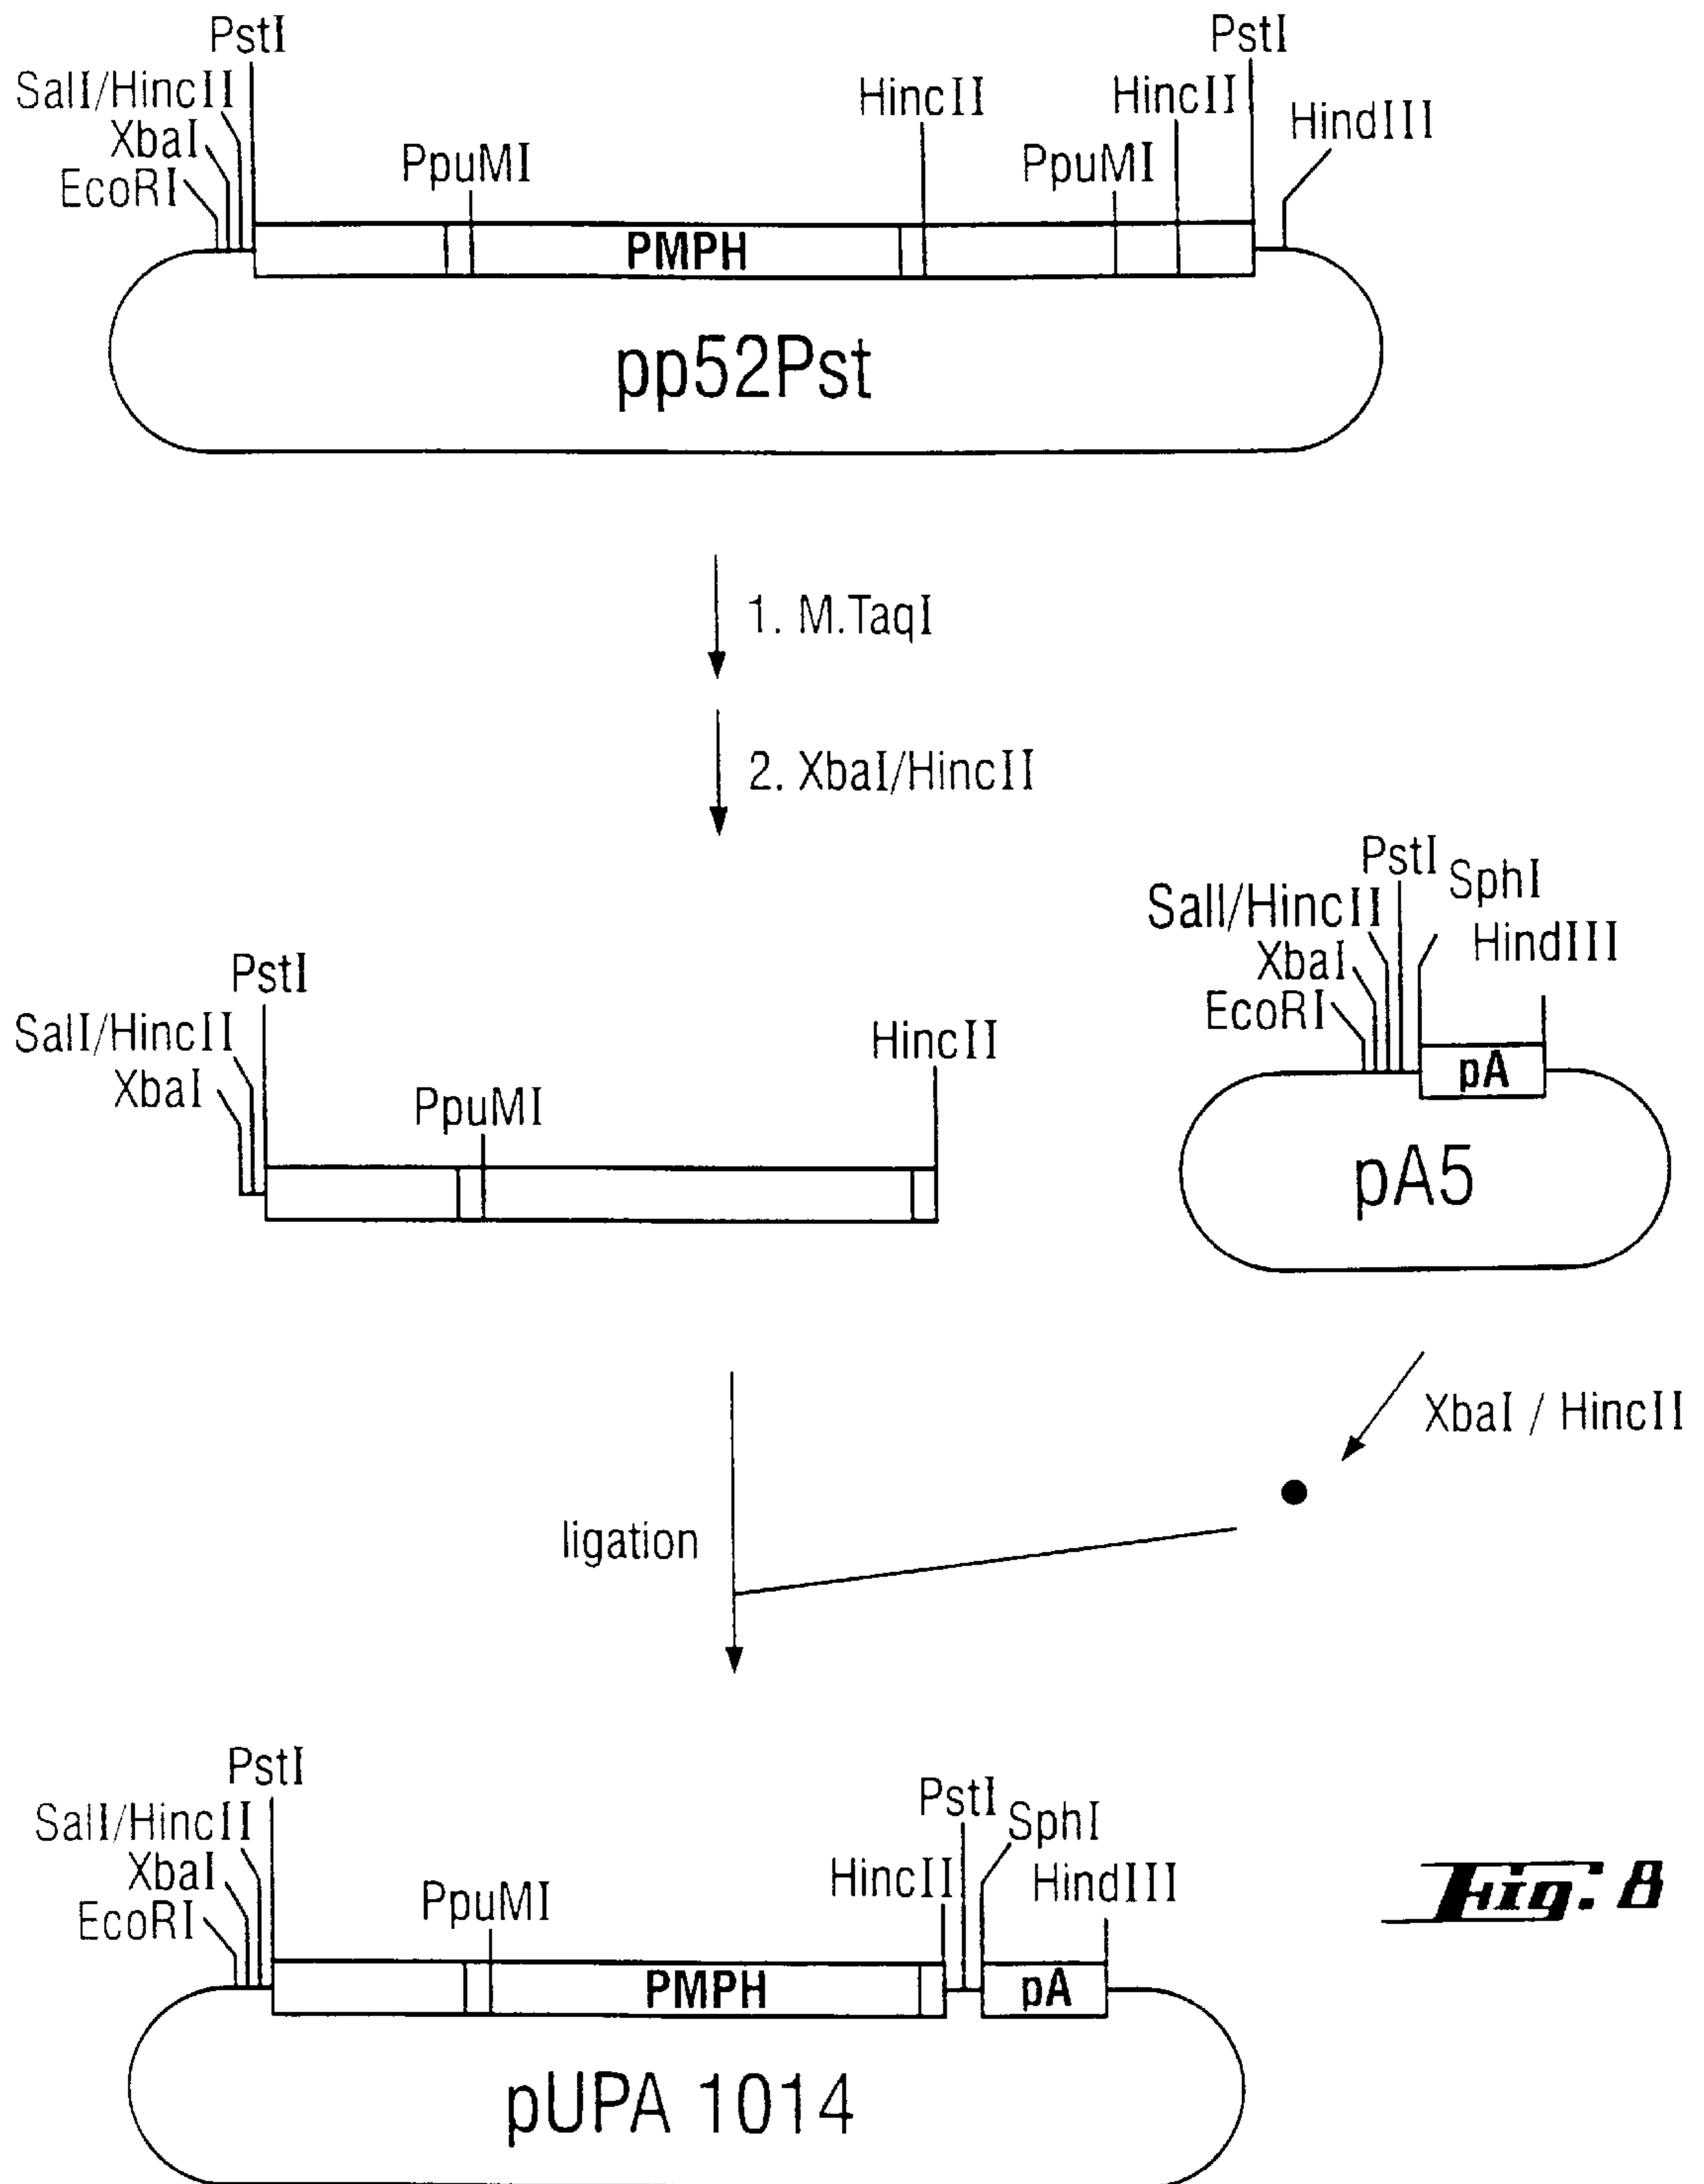 PstI
PstI
SalI/HincII
HincII
HincII
HindIII
XbaI
PpuMI
PpuMI
EcoRI
PMPH
pp52Pst
1. M.TaqI
2. XbaI/HincII
PstI
SphI
SalI/HincII
HindIII
XbaI
EcoRI
pA
pA5
PstI
SalI/HincII
HincII
XbaI
PpuMI
XbaI / HincII
ligation
PstI
PstI
SphI
SalI/HincII
HincII
HindIII
XbaI
PpuMI
EcoRI
PMPH
pA
pUPA 1014
Fig. 8